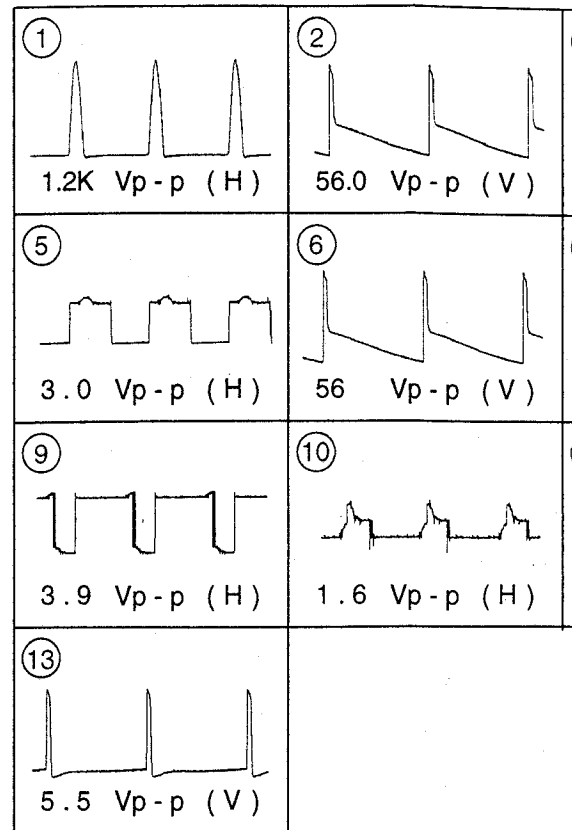 1
2
1.2K Vp-p (H)
56.0 Vp-p (V)
5
6
3.0 Vp-p (H)
56 Vp-p (V)
9
10
3.9 Vp-p (H)
1.6 Vp-p (H)
13
5.5 Vp-p (V)